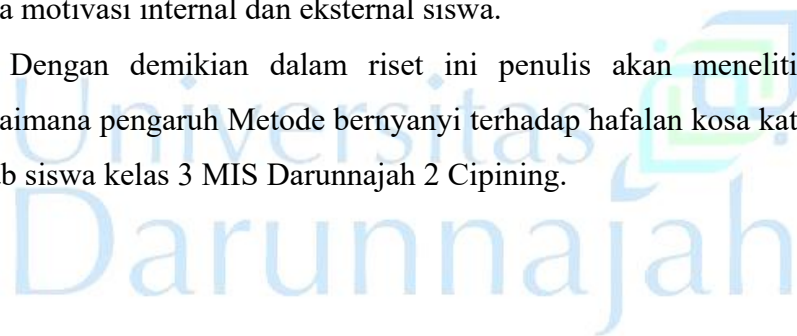 a motivasi internal dan eksternal siswa.
Dengan demikian dalam riset ini penulis akan meneliti
aimana pengaruh Metode bernyanyi terhadap hafalan kosa kat
b siswa kelas 3 MIS Darunnajah 2 Cipining.
Universitas
Darunnajah